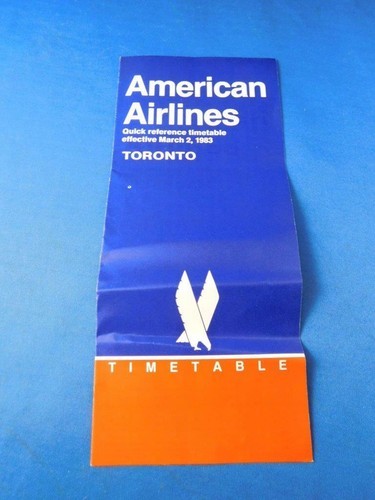 American
Airlines
Quick reference timetable
effective March 2, 1983
TORONTO
TIMETABLE